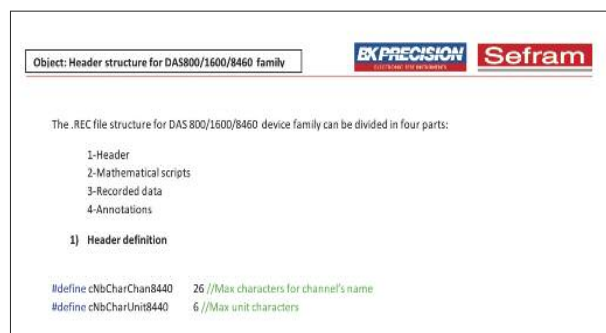 Object: Header structure for DAS800/1600/8460 family
BK PRECISION
Sefram
The .REC file structure for DAS 800/1600/8460 device family can be divided in four parts:
1-Header
2-Mathematical scripts
3-Recorded data
4-Annotations
1) Header definition
#define cNbCharChan8440 26 //Max characters for channel's name
#define cNbCharUnit8440 6 //Max unit characters